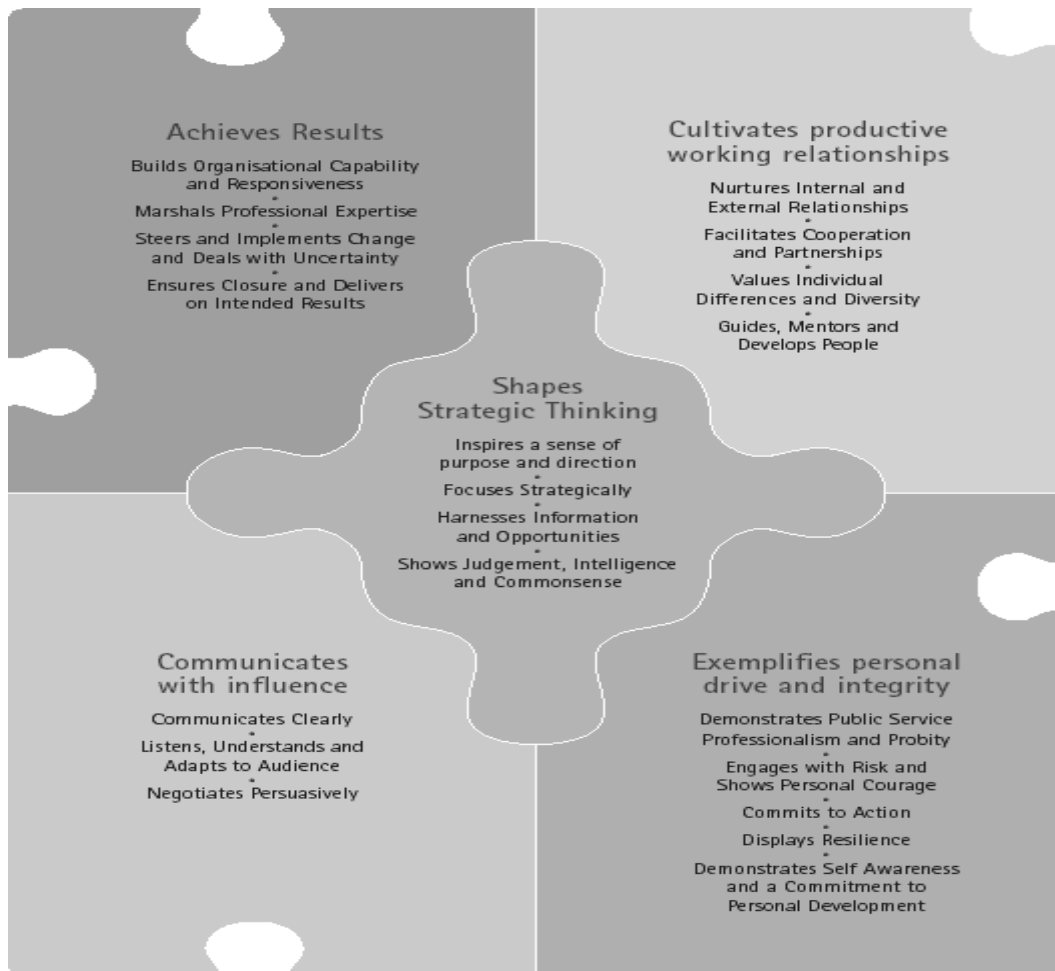 Achieves Results
Builds Organisational Capability
and Responsiveness
•
Marshals Professional Expertise
•
Steers and Implements Change
and Deals with Uncertainty
•
Ensures Closure and Delivers
on Intended Results
Cultivates productive
working relationships
Nurtures Internal and
External Relationships
•
Facilitates Cooperation
and Partnerships
•
Values Individual
Differences and Diversity
•
Guides, Mentors and
Develops People
Shapes
Strategic Thinking
Inspires a sense of
purpose and direction
•
Focuses Strategically
•
Harnesses Information
and Opportunities
•
Shows Judgement, Intelligence
and Commonsense
Communicates
with influence
Communicates Clearly
•
Listens, Understands and
Adapts to Audience
•
Negotiates Persuasively
Exemplifies personal
drive and integrity
Demonstrates Public Service
Professionalism and Probity
•
Engages with Risk and
Shows Personal Courage
•
Commits to Action
•
Displays Resilience
•
Demonstrates Self Awareness
and a Commitment to
Personal Development